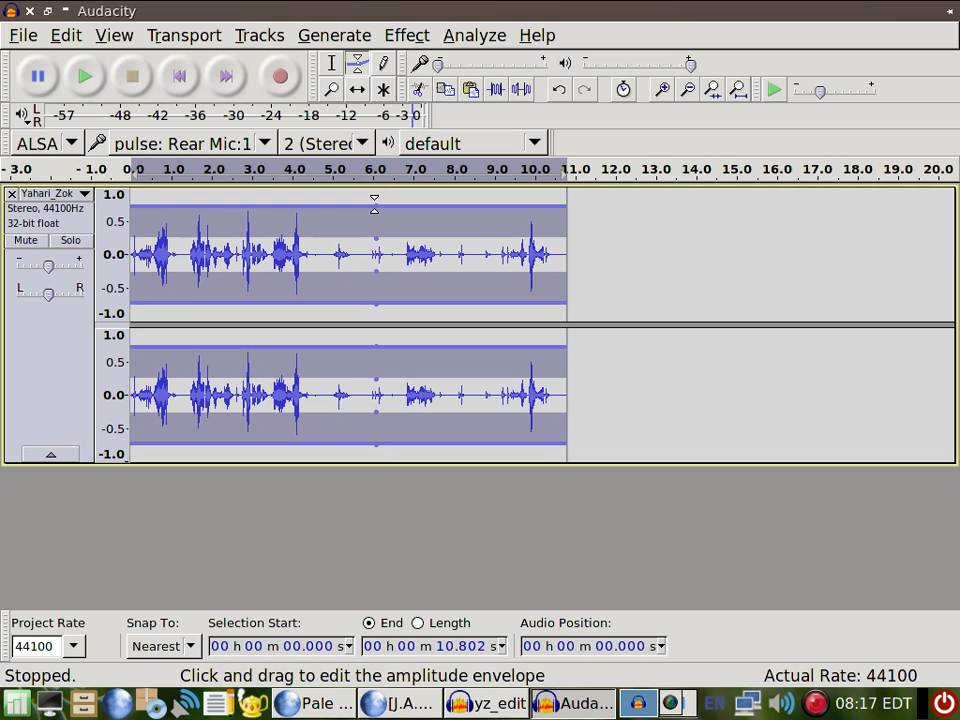 Audacity
File Edit View Transport Tracks Generate Effect Analyze Help
L
R
-57 -48 -42 -36 -30 -24 -18 -12 -6 -3 0
ALSA pulse: Rear Mic:1 2 (Stereo default
- 3.0 - 1.0 0.0 1.0 2.0 3.0 4.0 5.0 6.0 7.0 8.0 9.0 10.0 11.0 12.0 13.0 14.0 15.0 16.0 17.0 18.0 19.0 20.0
Yahari_Zok
Stereo, 44100Hz
32-bit float
Mute Solo
- +
L R
1.0
0.5-
0.0-
-0.5-
-1.0
1.0
0.5-
0.0-
-0.5-
-1.0
Project Rate Snap To: Selection Start: End Length Audio Position:
44100 Nearest 00 h 00 m 00.000 s 00 h 00 m 10.802 s 00 h 00 m 00.000 s
Stopped. Click and drag to edit the amplitude envelope Actual Rate: 44100
Pale ... [J.A.... yz_edit Auda... EN 08:17 EDT